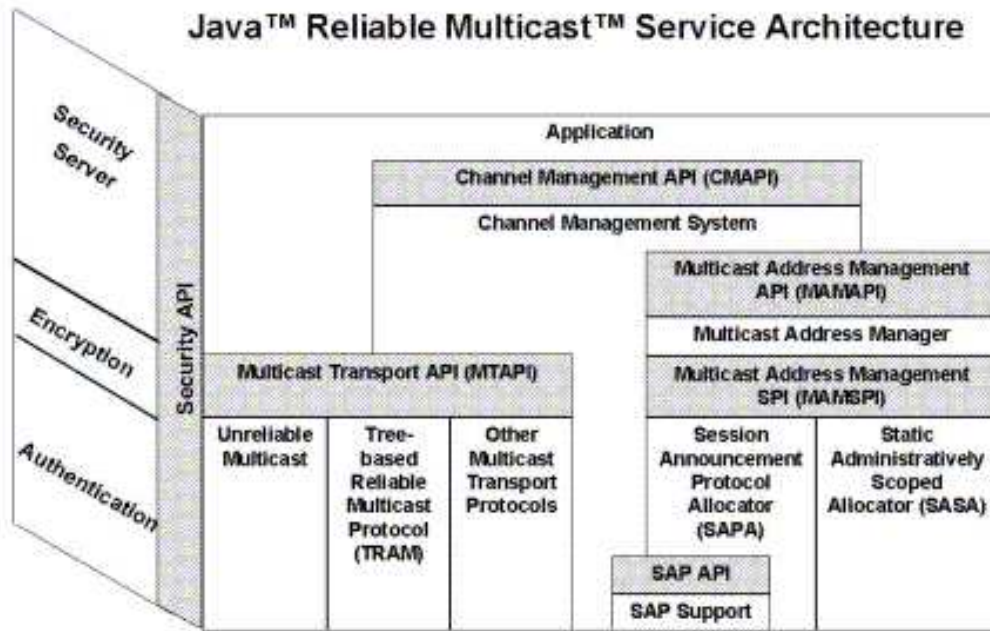 Java™ Reliable Multicast™ Service Architecture
Security
Server
Encryption
Authentication
Security API
Application
Channel Management API (CMAPI)
Channel Management System
Multicast Address Management
API (MAMAPI)
Multicast Address Manager
Multicast Address Management
SPI (MAMSPI)
Multicast Transport API (MTAPI)
Unreliable
Multicast
Tree-
based
Reliable
Multicast
Protocol
(TRAM)
Other
Multicast
Transport
Protocols
Session
Announcement
Protocol
Allocator
(SAPA)
Static
Administratively
Scoped
Allocator (SASA)
SAP API
SAP Support